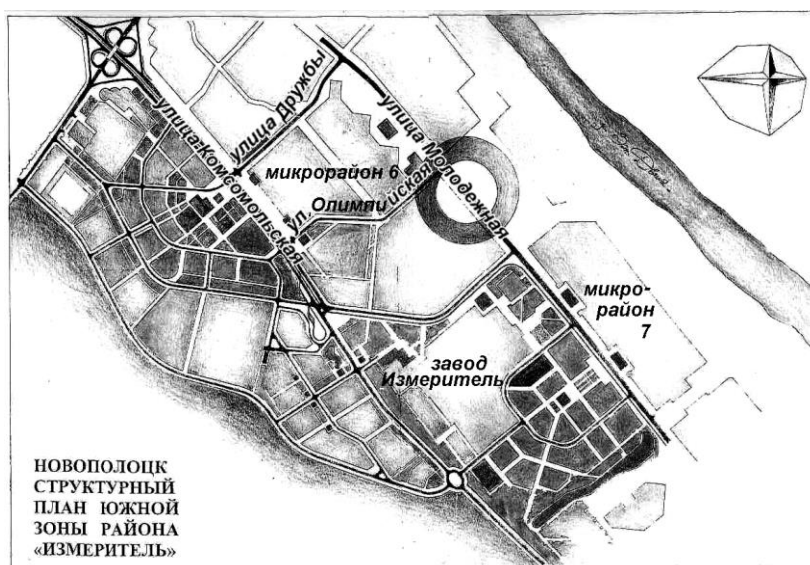 улица Дружбы
улица Комсомольская
улица Молодежная
микрорайон 6
ул. Олимпийская
микро-
район
7
завод
Измеритель
НОВОПОЛОЦК
СТРУКТУРНЫЙ
ПЛАН ЮЖНОЙ
ЗОНЫ РАЙОНА
«ИЗМЕРИТЕЛЬ»